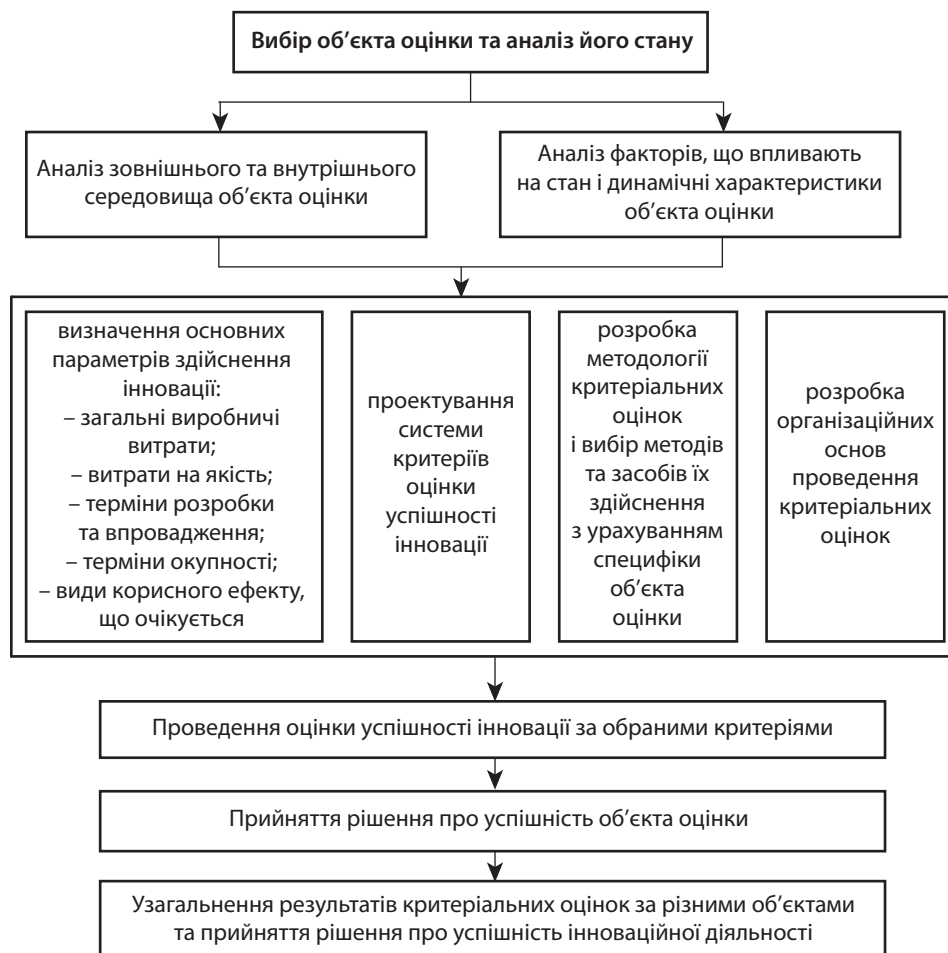 Вибір об’єкта оцінки та аналіз його стану
Аналіз зовнішнього та внутрішнього
середовища об’єкта оцінки
Аналіз факторів, що впливають
на стан і динамічні характеристики
об’єкта оцінки
визначення основних
параметрів здійснення
інновації:
– загальні виробничі
витрати;
– витрати на якість;
– терміни розробки
та впровадження;
– терміни окупності;
– види корисного ефекту,
що очікується
проектування
системи
критеріїв
оцінки
успішності
інновації
розробка
методології
критеріальних
оцінок
і вибір методів
та засобів їх
здійснення
з урахуванням
специфіки
об’єкта
оцінки
розробка
організаційних
основ
проведення
критеріальних
оцінок
Проведення оцінки успішності інновації за обраними критеріями
Прийняття рішення про успішність об’єкта оцінки
Узагальнення результатів критеріальних оцінок за різними об’єктами
та прийняття рішення про успішність інноваційної діяльності